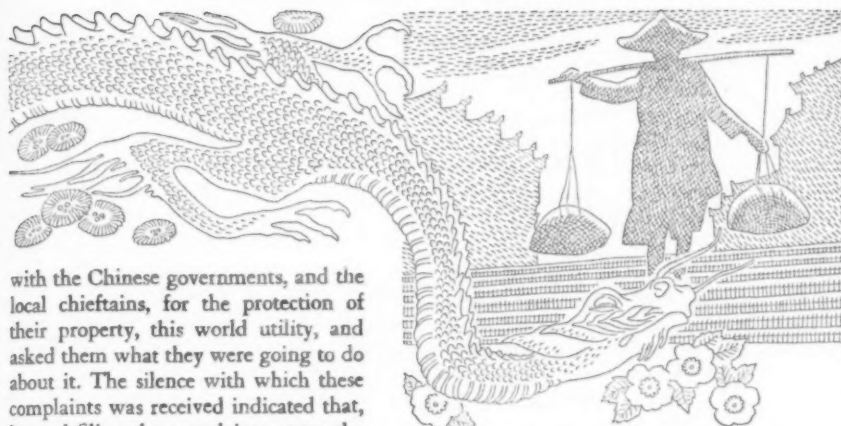 with the Chinese governments, and the
local chieftains, for the protection of
their property, this world utility, and
asked them what they were going to do
about it. The silence with which these
complaints was received indicated that,